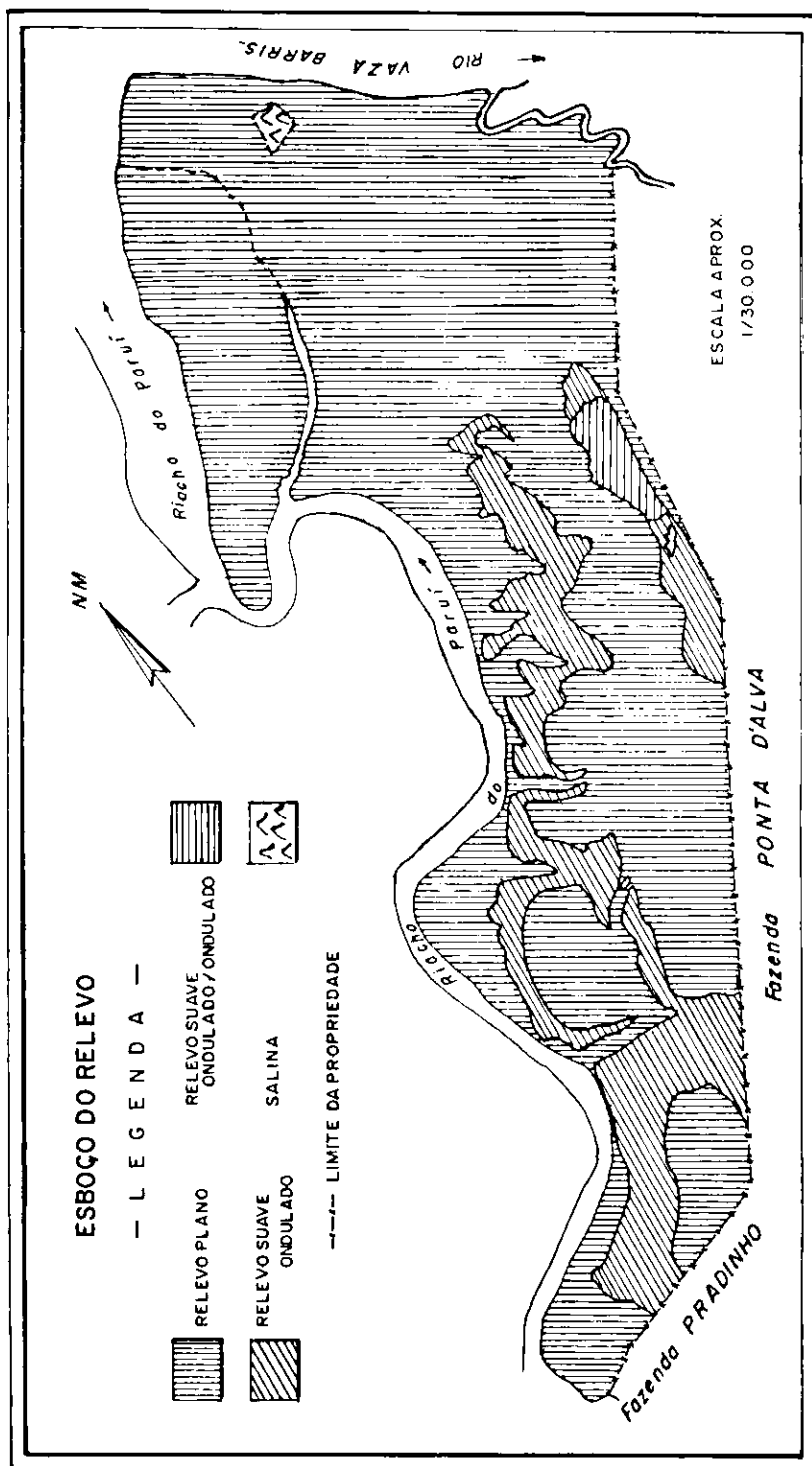 ESBOÇO DO RELEVO
— LEGENDA —
RELEVO PLANO
RELEVO SUAVE
ONDULADO / ONDULADO
RELEVO SUAVE
ONDULADO
SALINA
LIMITE DA PROPRIEDADE
NM
Riacho do Paruí
RIO VAZA BARRIS
Riacho do Paruí
ESCALA APROX.
1/30.000
Fazenda PRADINHO
Fazenda PONTA D'ALVA